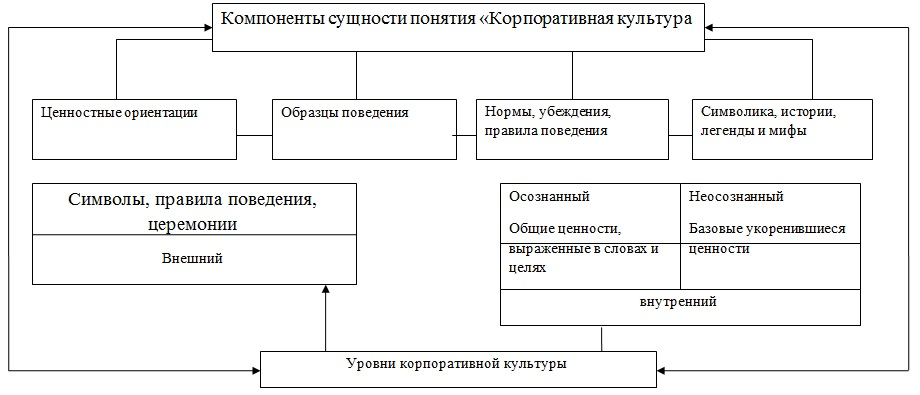 Компоненты сущности понятия «Корпоративная культура
Ценностные ориентации
Образцы поведения
Нормы, убеждения,
правила поведения
Символика, истории,
легенды и мифы
Символы, правила поведения,
церемонии
Внешний
Осознанный
Общие ценности,
выраженные в словах и
целях
Неосознанный
Базовые укоренившиеся
ценности
внутренний
Уровни корпоративной культуры